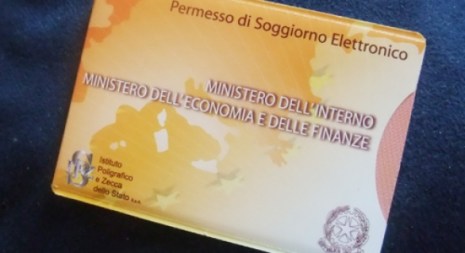 Permesso di Soggiorno Elettronico
MINISTERO DELL'INTERNO
MINISTERO DELL'ECONOMIA E DELLE FINANZE
Istituto
Poligrafico
e Zecca
dello Stato S.p.A.